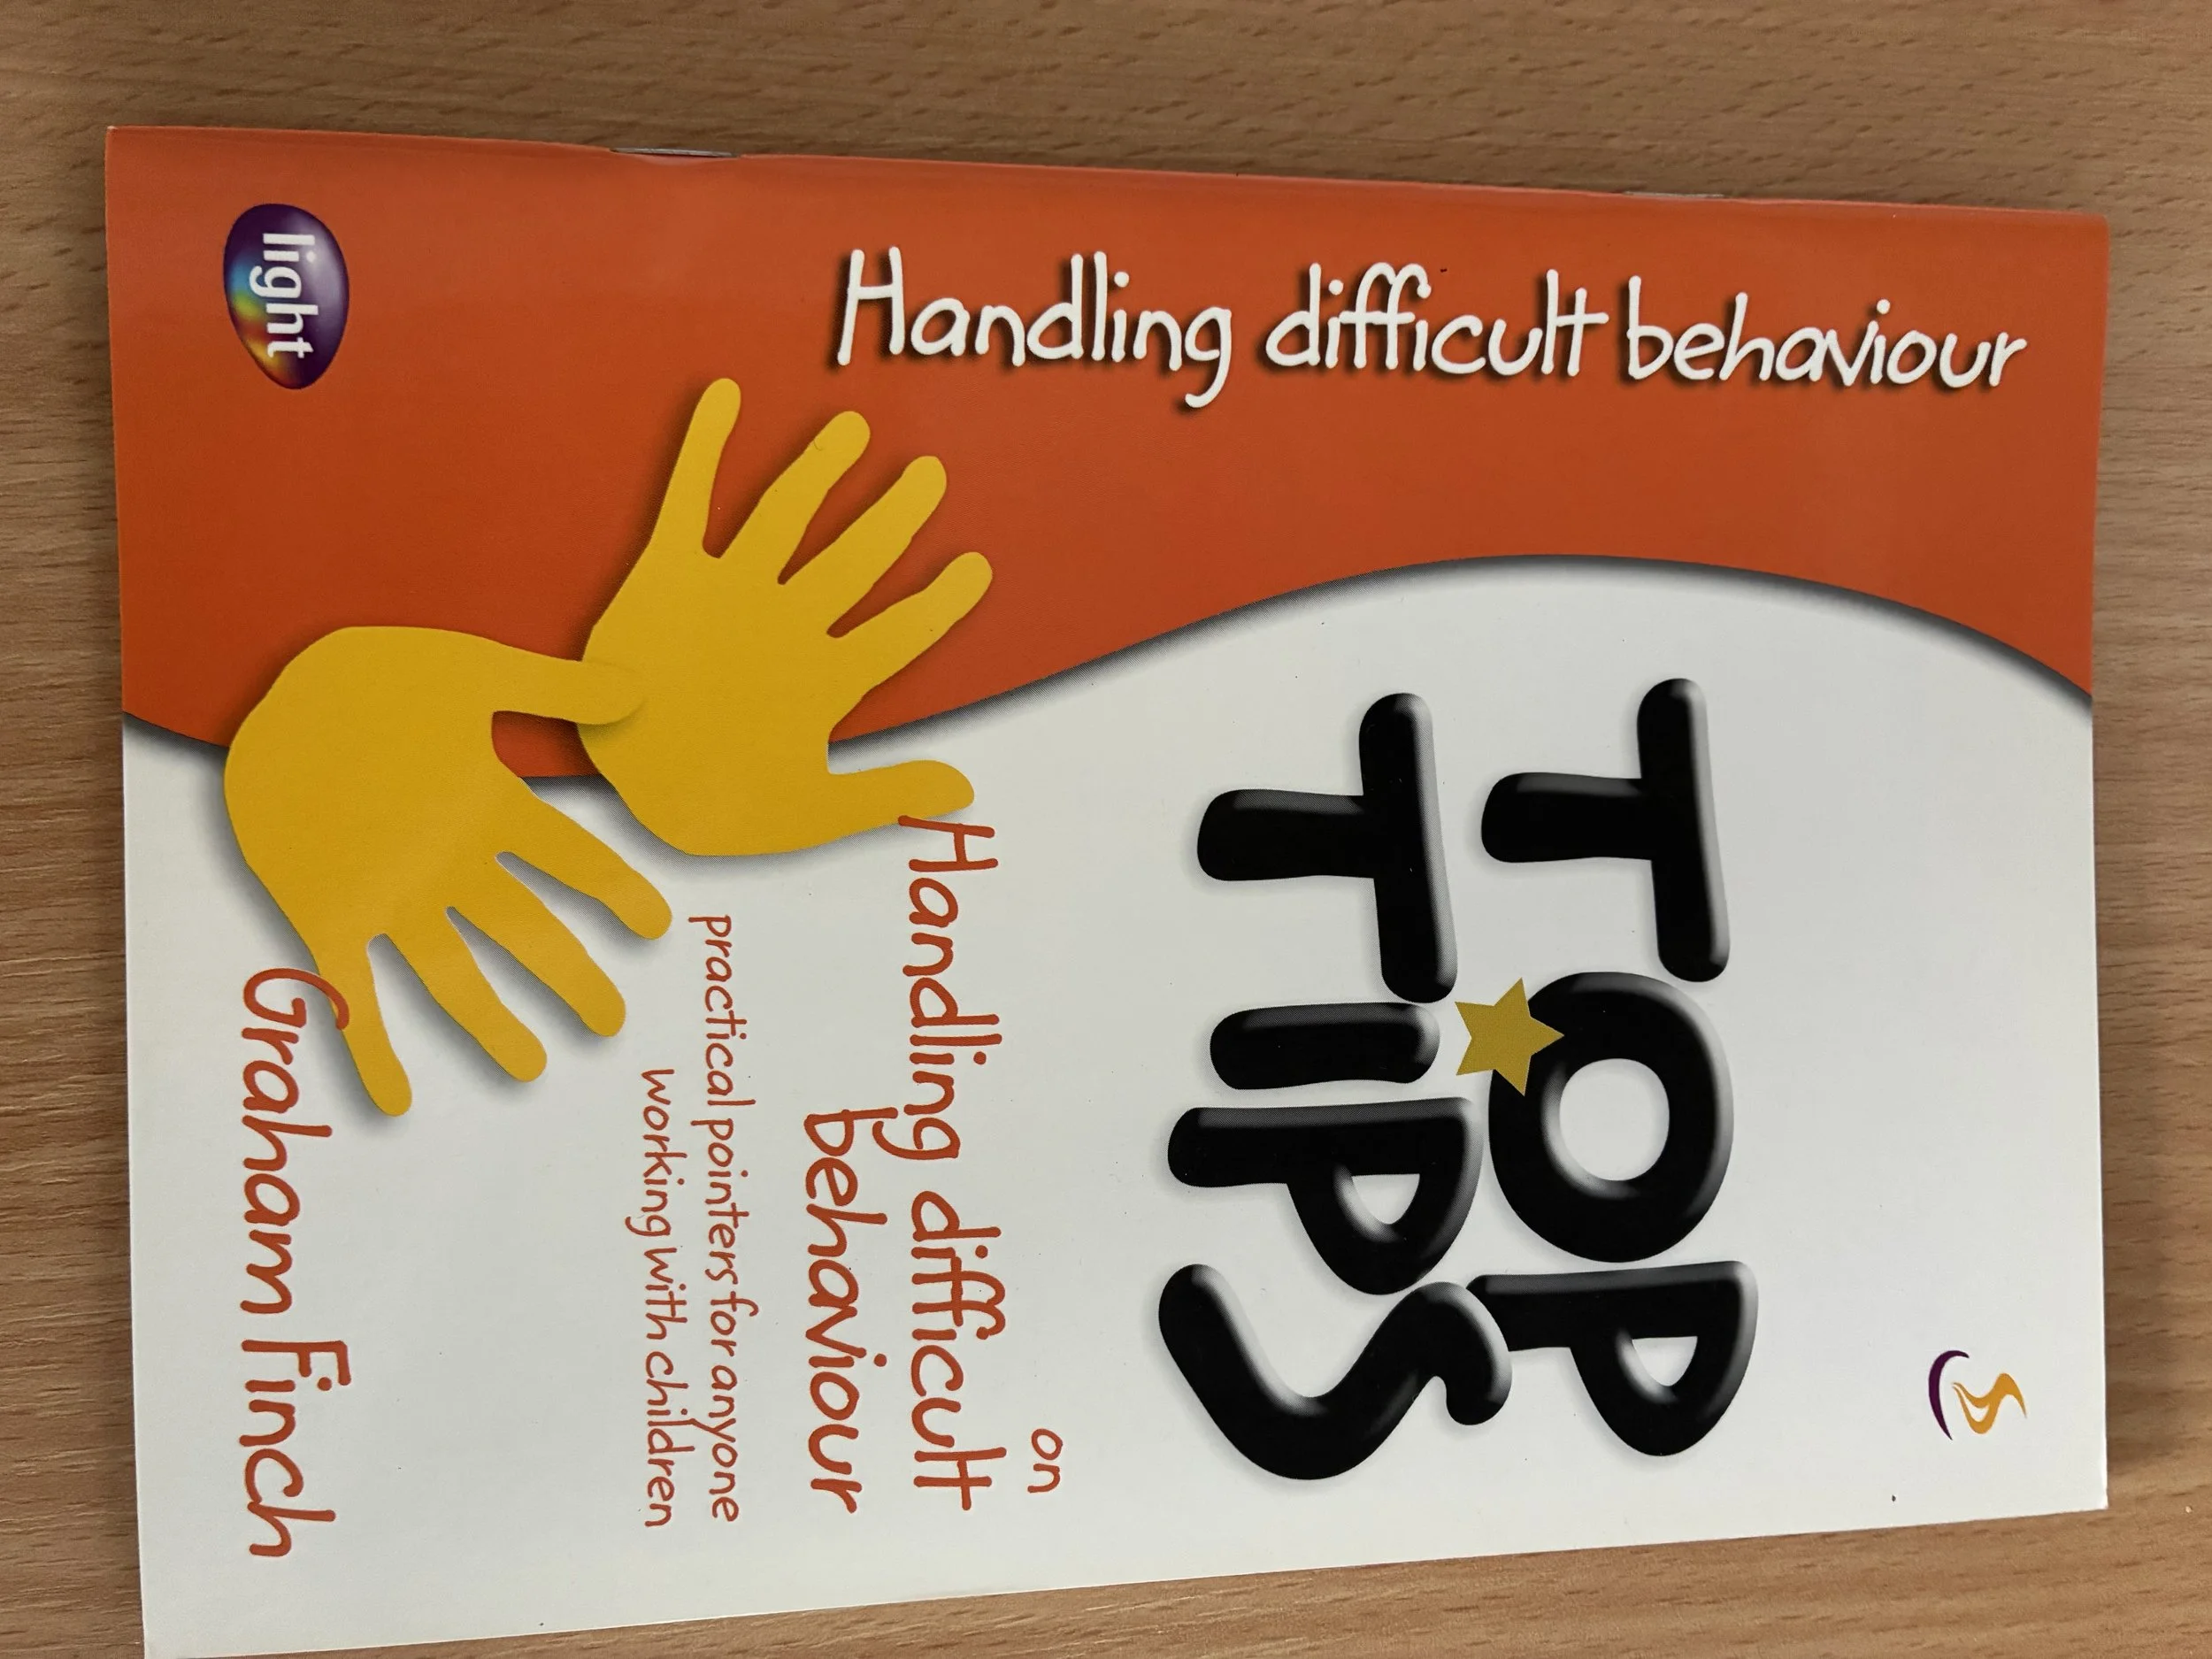 Handling difficult behaviour
TOP
TIPS
on
Handling difficult
behaviour
practical pointers for anyone
working with children
Graham Finch
light